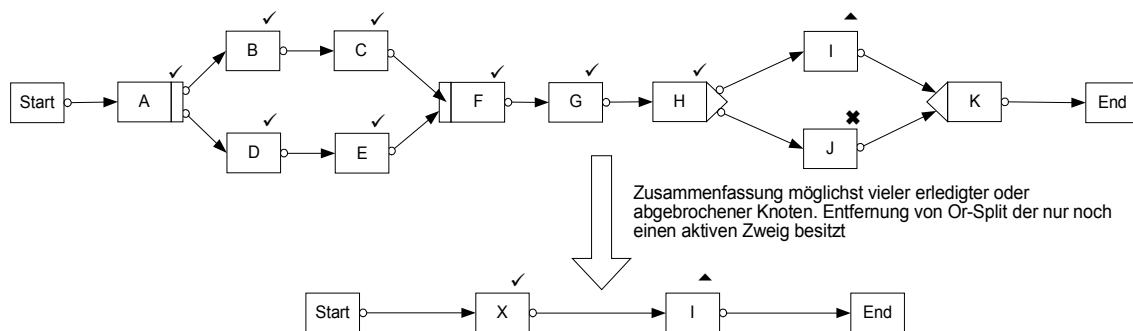 B
C
I
Start
A
F
G
H
K
End
D
E
J
Zusammenfassung möglichst vieler erledigter oder
abgebrochener Knoten. Entfernung von Or-Split der nur noch
einen aktiven Zweig besitzt
Start
X
I
End